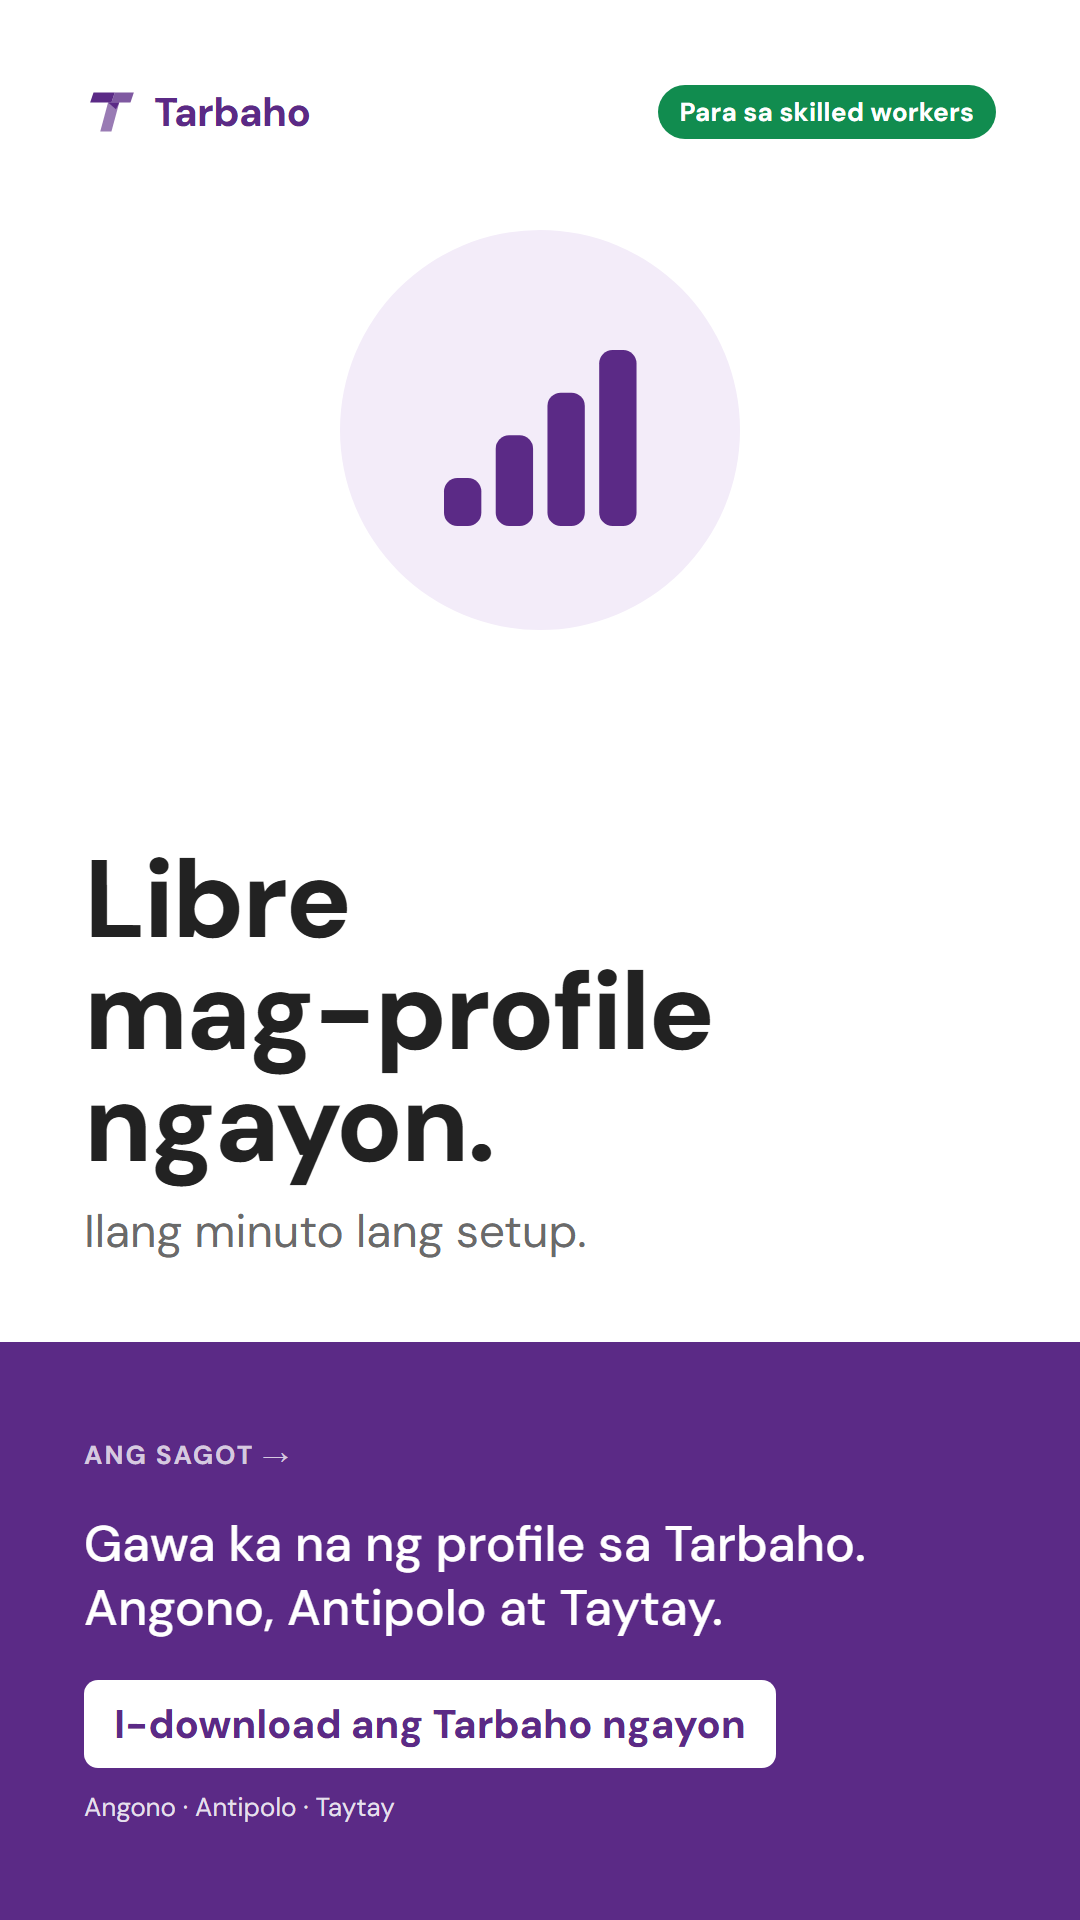 Tarbaho
Para sa skilled workers
Libre
mag-profile
ngayon.
Ilang minuto lang setup.
ANG SAGOT →
Gawa ka na ng profile sa Tarbaho.
Angono, Antipolo at Taytay.
I-download ang Tarbaho ngayon
Angono · Antipolo · Taytay